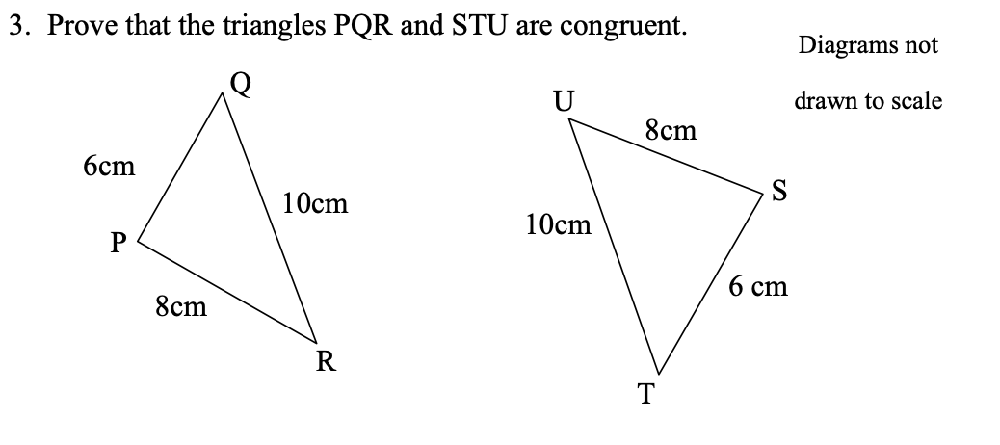 3. Prove that the triangles PQR and STU are congruent.
Diagrams not
drawn to scale
Q
6cm
10cm
P
8cm
R
U
8cm
S
10cm
6 cm
T